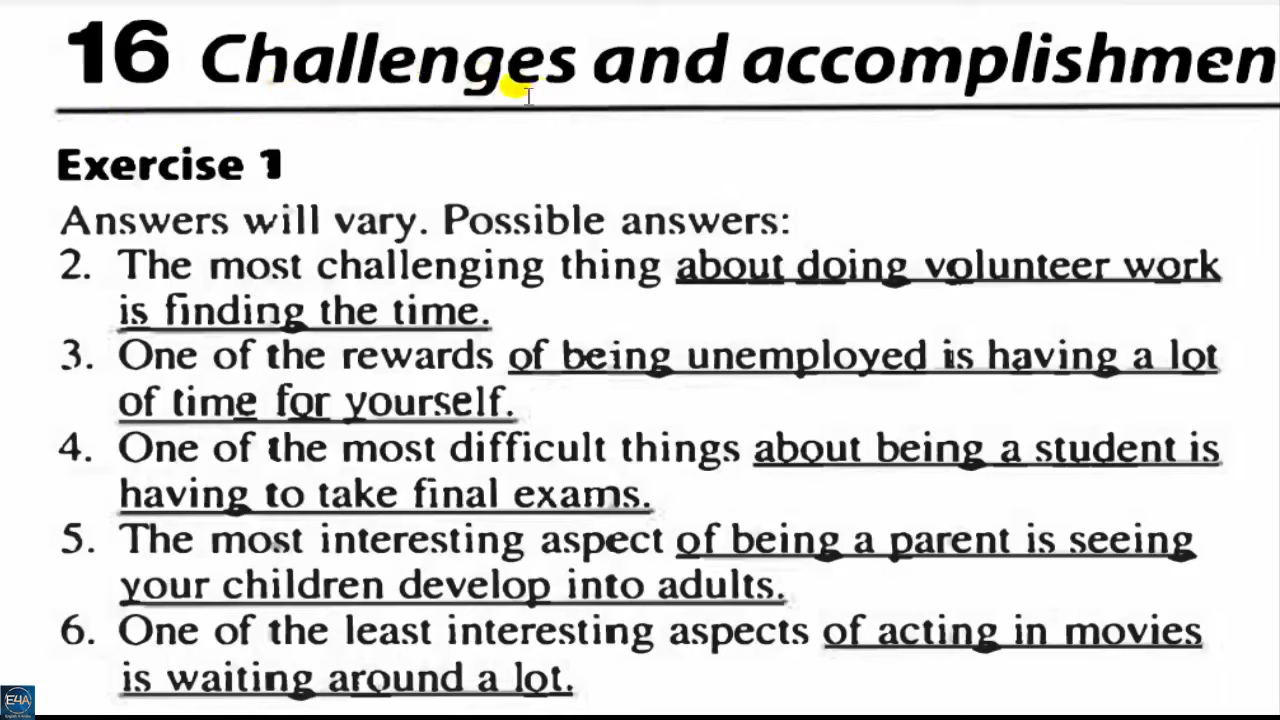 16 Challenges and accomplishmen
Exercise 1
Answers will vary. Possible answers:
2. The most challenging thing about doing volunteer work
is finding the time.
3. One of the rewards of being unemployed is having a lot
of time for yourself.
4. One of the most difficult things about being a student is
having to take final exams.
5. The most interesting aspect of being a parent is seeing
your children develop into adults.
6. One of the least interesting aspects of acting in movies
is waiting around a lot.
E4A